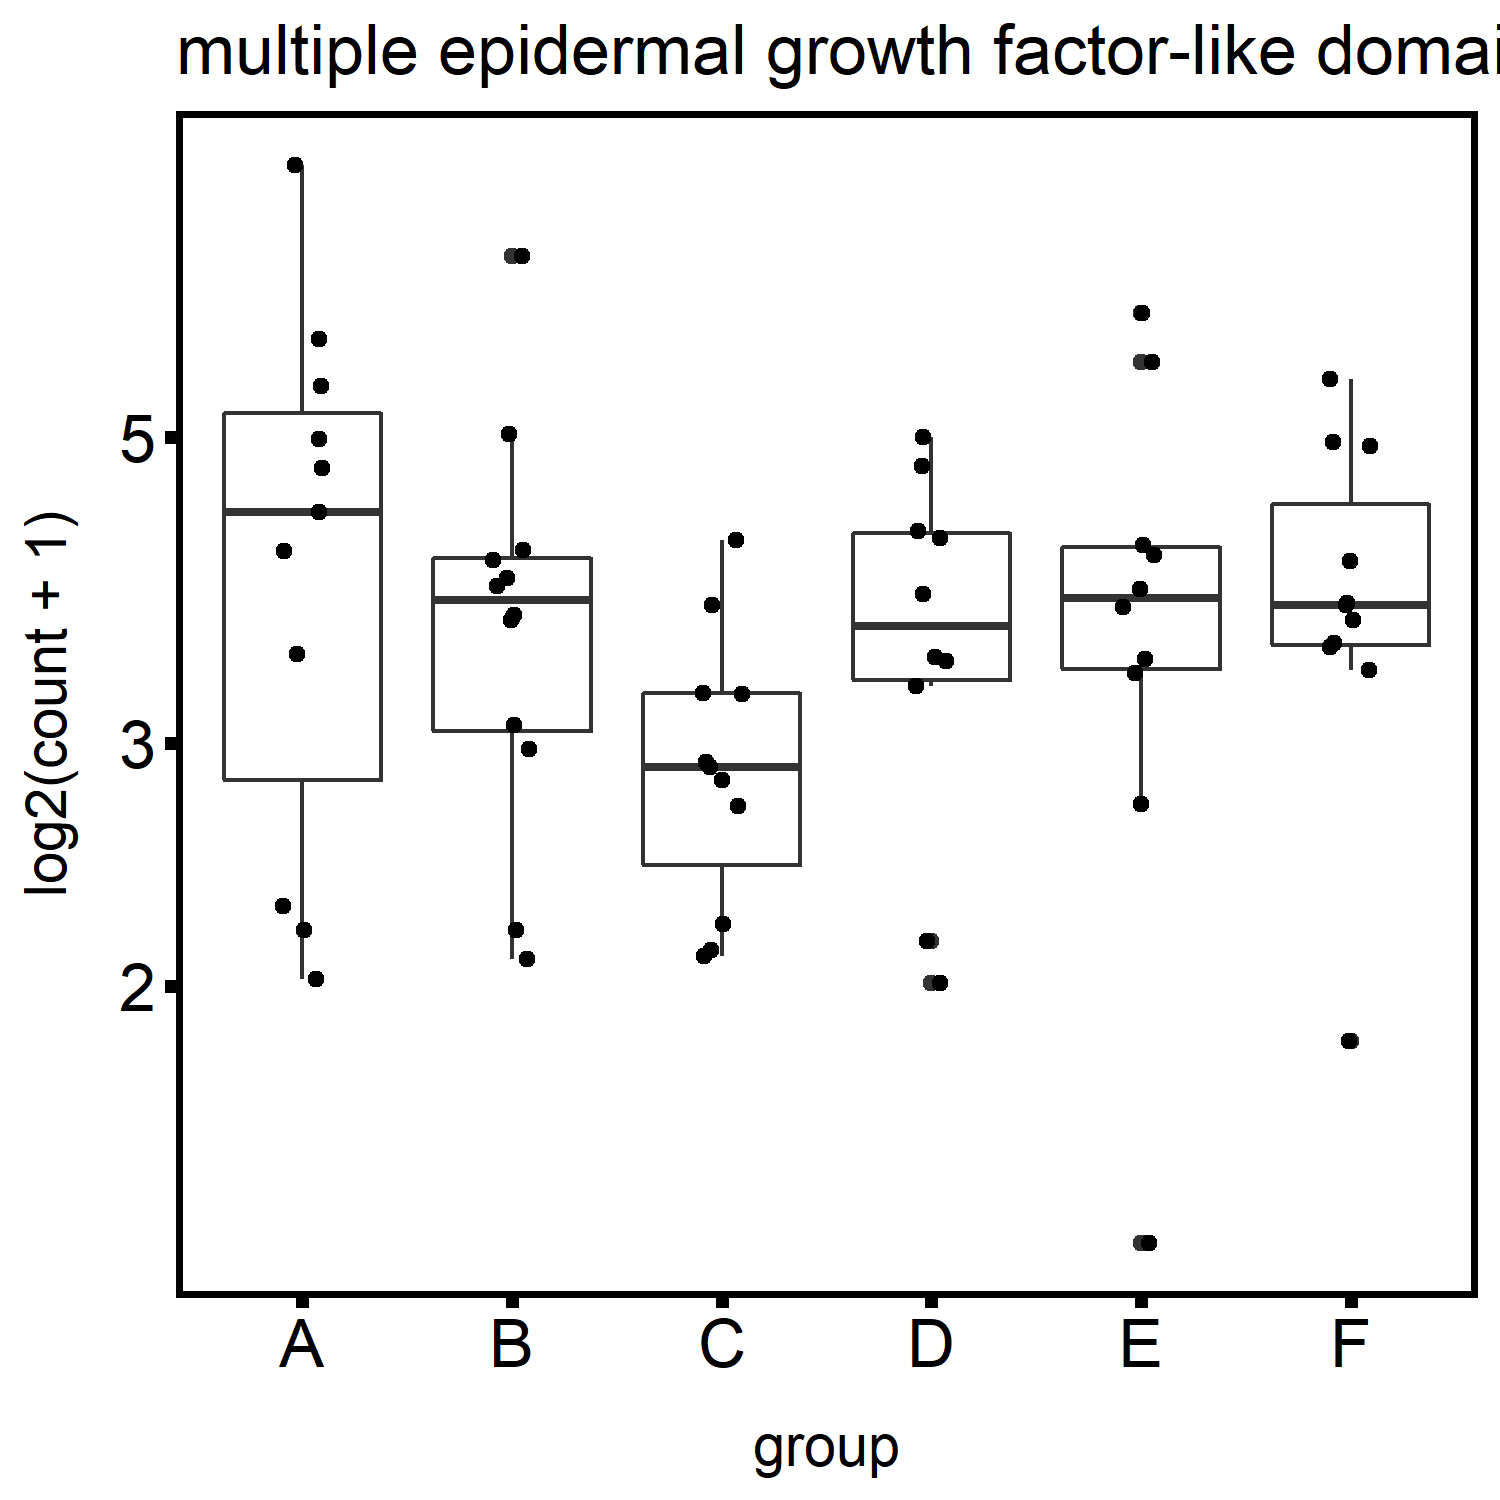 multiple epidermal growth factor-like domai
log2(count + 1)
5
3
2
A B C D E F
group